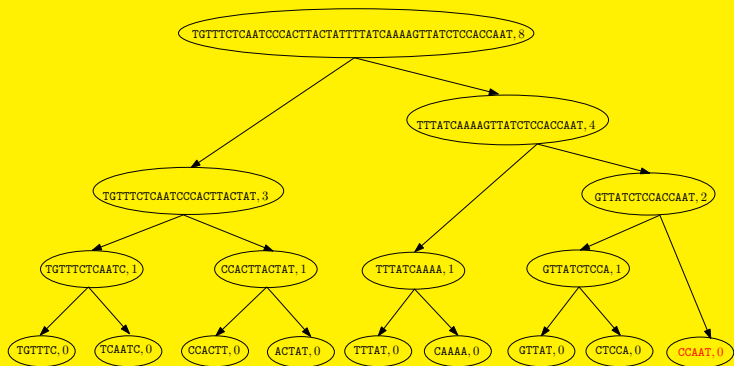 TGTTTCTCAATCCCACTTACTATTTTATCAAAAGTTATCTCCACCAAT, 8
TTTATCAAAAGTTATCTCCACCAAT, 4
TGTTTCTCAATCCCACTTACTAT, 3
GTTATCTCCACCAAT, 2
TGTTTCTCAATC, 1
CCACTTACTAT, 1
TTTATCAAAA, 1
GTTATCTCCA, 1
TGTTTC, 0
TCAATC, 0
CCACTT, 0
ACTAT, 0
TTTAT, 0
CAAAA, 0
GTTAT, 0
CTCCA, 0
CCAAT, 0